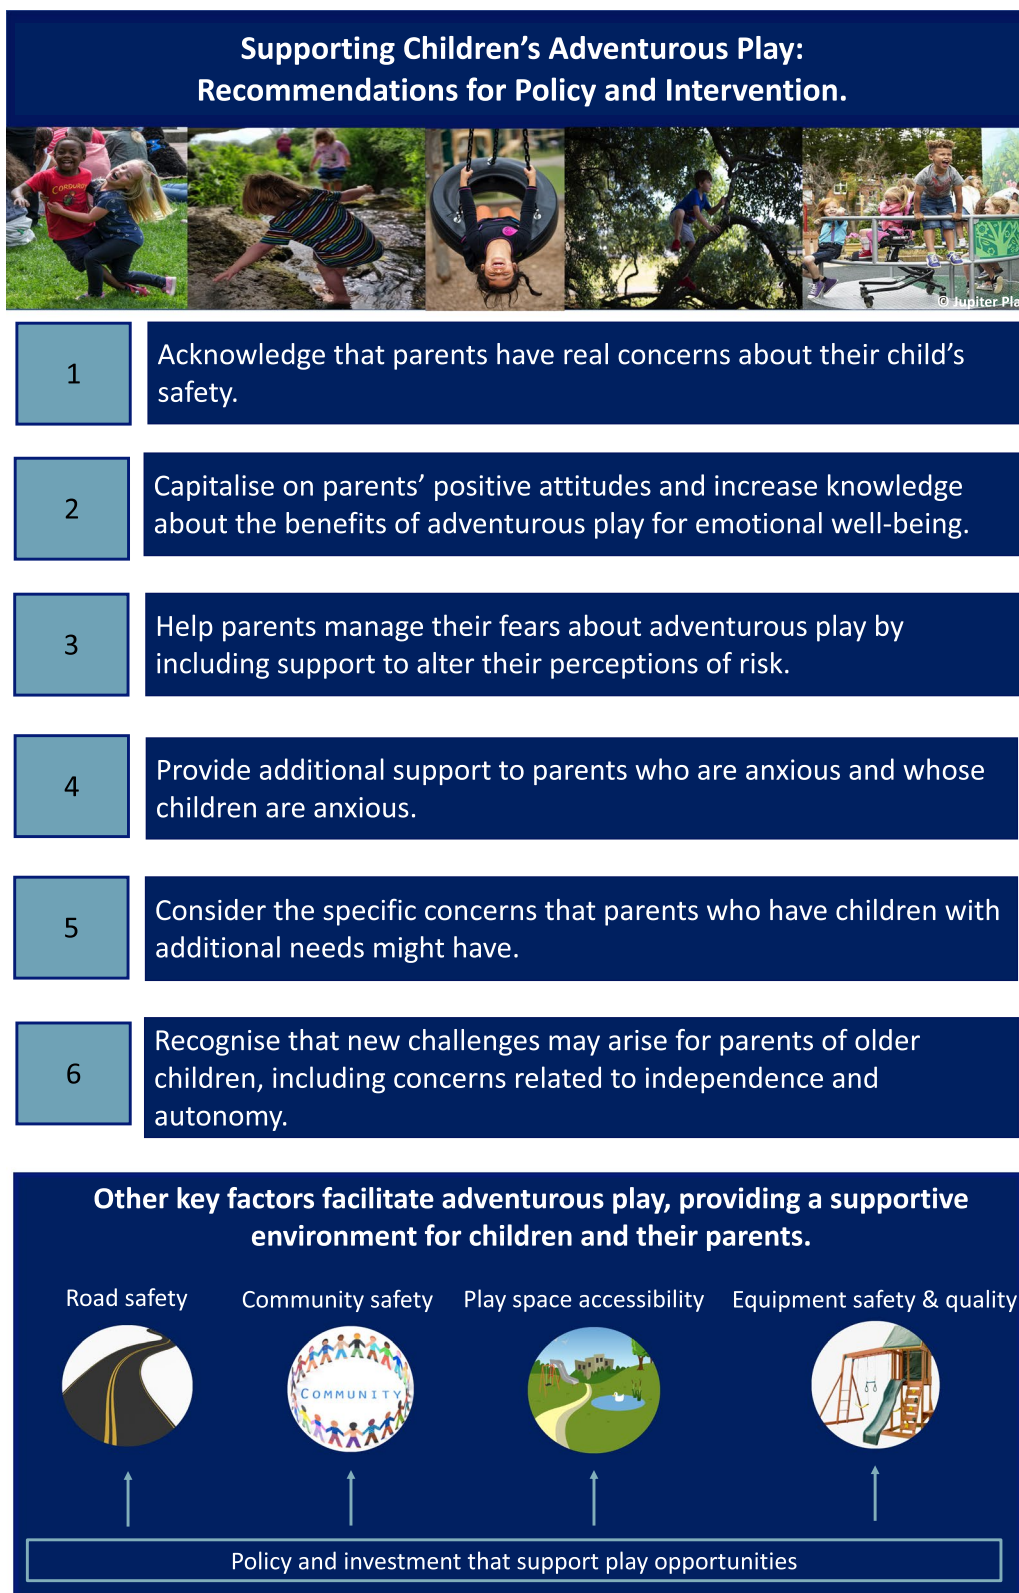 Supporting Children’s Adventurous Play:
Recommendations for Policy and Intervention.
CORDUROY
© Jupiter Pla
1
Acknowledge that parents have real concerns about their child’s
safety.
2
Capitalise on parents’ positive attitudes and increase knowledge
about the benefits of adventurous play for emotional well-being.
3
Help parents manage their fears about adventurous play by
including support to alter their perceptions of risk.
4
Provide additional support to parents who are anxious and whose
children are anxious.
5
Consider the specific concerns that parents who have children with
additional needs might have.
6
Recognise that new challenges may arise for parents of older
children, including concerns related to independence and
autonomy.
Other key factors facilitate adventurous play, providing a supportive
environment for children and their parents.
Road safety
Community safety
Play space accessibility
Equipment safety & quality
COMMUNITY
Policy and investment that support play opportunities